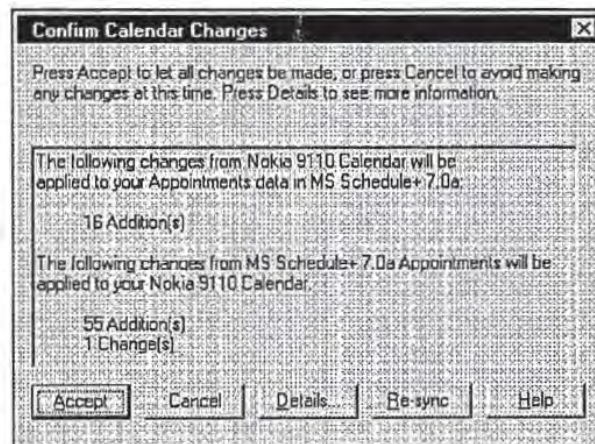 Confirm Calendar Changes
Press Accept to let all changes be made, or press Cancel to avoid making
any changes at this time. Press Details to see more information.
The following changes from Nokia 9110 Calendar will be
applied to your Appointments data in MS Schedule+ 7.0a:
16 Addition(s)
The following changes from MS Schedule+ 7.0a Appointments will be
applied to your Nokia 9110 Calendar.
55 Addition(s)
1 Change(s)
Accept Cancel Details... Re-sync Help